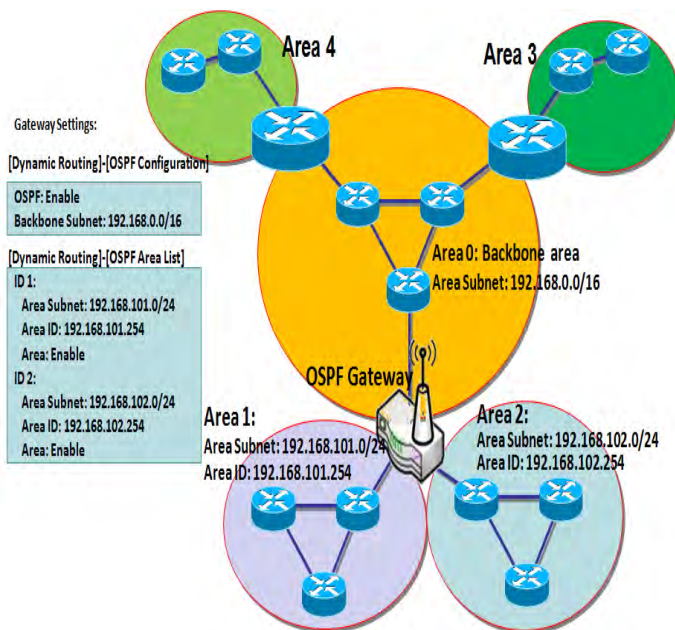 Area 4
Area 3
Gateway Settings:
[Dynamic Routing]-[OSPF Configuration]
OSPF: Enable
Backbone Subnet: 192.168.0.0/16
[Dynamic Routing]-[OSPF Area List]
ID 1:
Area Subnet: 192.168.101.0/24
Area ID: 192.168.101.254
Area: Enable
ID 2:
Area Subnet: 192.168.102.0/24
Area ID: 192.168.102.254
Area: Enable
Area 0: Backbone area
Area Subnet: 192.168.0.0/16
OSPF Gateway
Area 1:
Area Subnet: 192.168.101.0/24
Area ID: 192.168.101.254
Area 2:
Area Subnet: 192.168.102.0/24
Area ID: 192.168.102.254